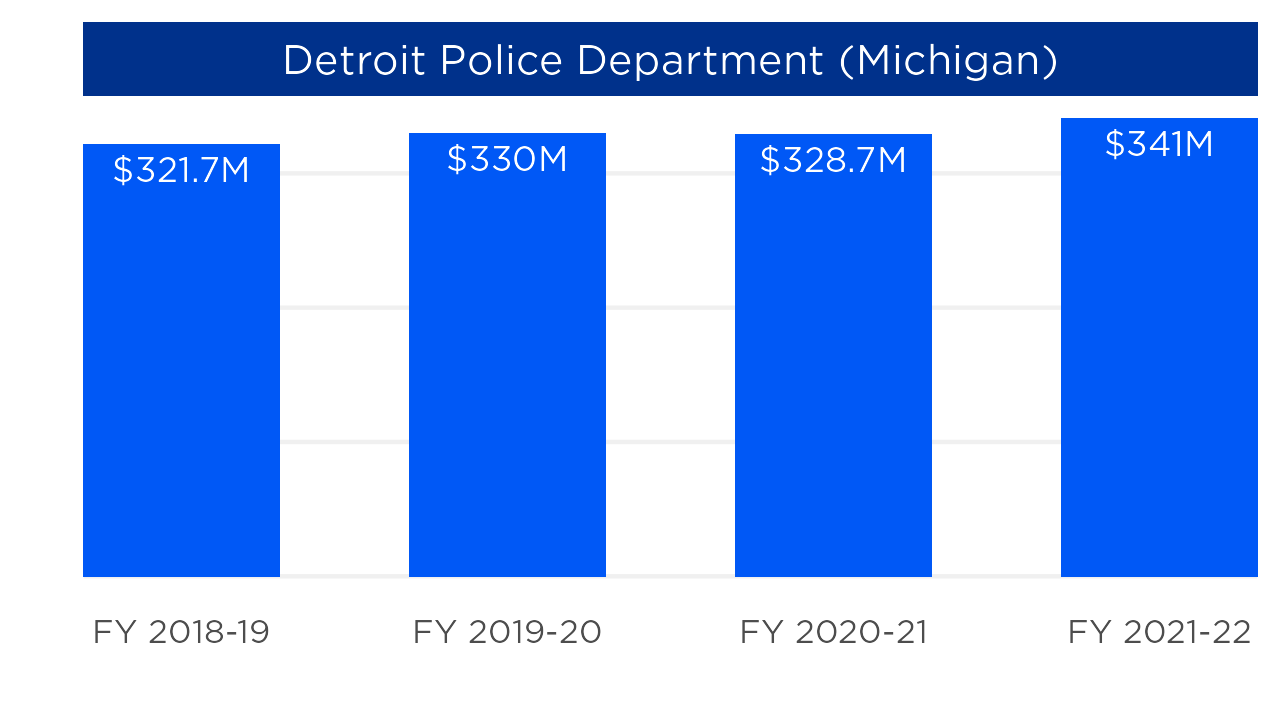 Detroit Police Department (Michigan)
$321.7M
$330M
$328.7M
$341M
FY 2018-19
FY 2019-20
FY 2020-21
FY 2021-22